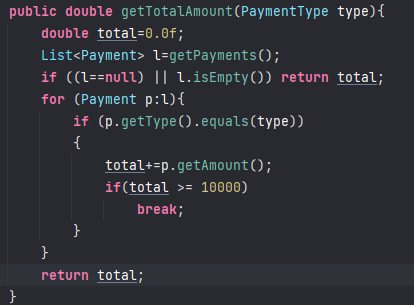 public double getTotalAmount(PaymentType type){
    double total=0.0f;
    List<Payment> l=getPayments();
    if ((l==null) || l.isEmpty()) return total;
    for (Payment p:l){
        if (p.getType().equals(type))
        {
            total+=p.getAmount();
            if(total >= 10000)
                break;
        }
    }
    return total;
}